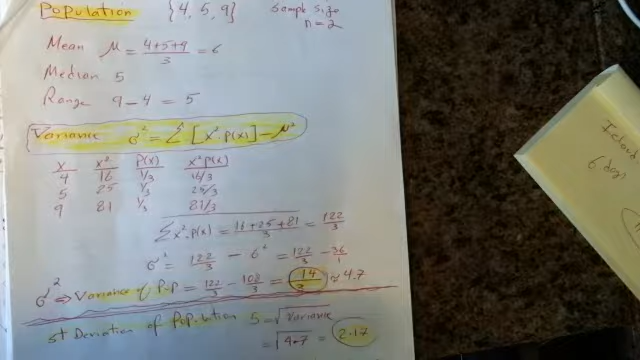 Population {4, 5, 9} Sample Size
n = 2
Mean μ = 4+5+9/3 = 6
Median 5
Range 9 - 4 = 5
Variance σ² = Σ [x² P(x)] - μ²
x x² P(x) x² P(x)
4 16 1/3 16/3
5 25 1/3 25/3
9 81 1/3 81/3
Σ x² P(x) = 16+25+81/3 = 122/3
σ² = 122/3 - 6² = 122/3 - 36/1
σ² ⇒ Variance of Pop = 122/3 - 108/3 = 14/3 ≈ 4.7
St Deviation of Population S = √Variance
= √4.7 = 2.17
6 days